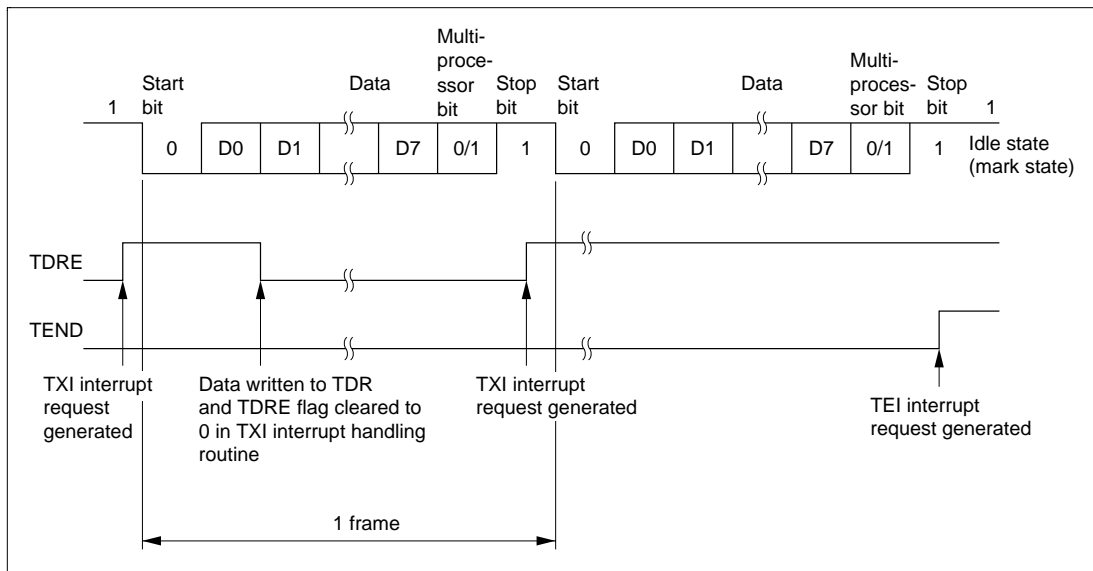 Multi-
proce-
ssor
bit
Multi-
proces-
sor bit
Start
bit
Data
Stop
bit
Start
bit
Data
Stop
bit
1
1
0 D0 D1 D7 0/1 1 0 D0 D1 D7 0/1 1
Idle state
(mark state)
TDRE
TEND
TXI interrupt
request
generated
Data written to TDR
and TDRE flag cleared to
0 in TXI interrupt handling
routine
TXI interrupt
request generated
TEI interrupt
request generated
1 frame